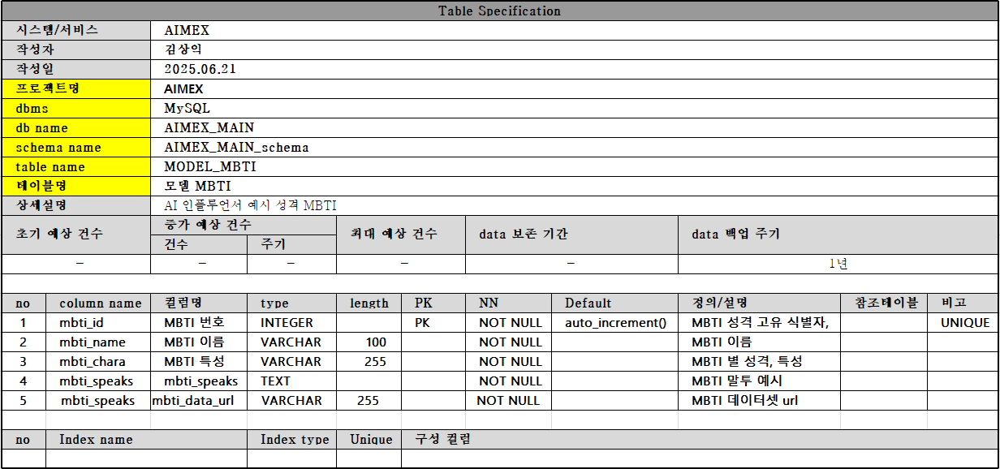 Table Specification
시스템/서비스 AIMEX
작성자 김상익
작성일 2025.06.21
프로젝트명 AIMEX
dbms MySQL
db name AIMEX_MAIN
schema name AIMEX_MAIN_schema
table name MODEL_MBTI
테이블명 모델 MBTI
상세설명 AI 인플루언서 예시 성격 MBTI
초기 예상 건수 증가 예상 건수 최대 예상 건수 data 보존 기간 data 백업 주기
건수 주기
– – – – – 1년
no column name 컬럼명 type length PK NN Default 정의/설명 참조테이블 비고
1 mbti_id MBTI 번호 INTEGER PK NOT NULL auto_increment() MBTI 성격 고유 식별자, UNIQUE
2 mbti_name MBTI 이름 VARCHAR 100 NOT NULL MBTI 이름
3 mbti_chara MBTI 특성 VARCHAR 255 NOT NULL MBTI 별 성격, 특성
4 mbti_speaks mbti_speaks TEXT NOT NULL MBTI 말투 예시
5 mbti_speaks mbti_data_url VARCHAR 255 NOT NULL MBTI 데이터셋 url
no Index name Index type Unique 구성 컬럼